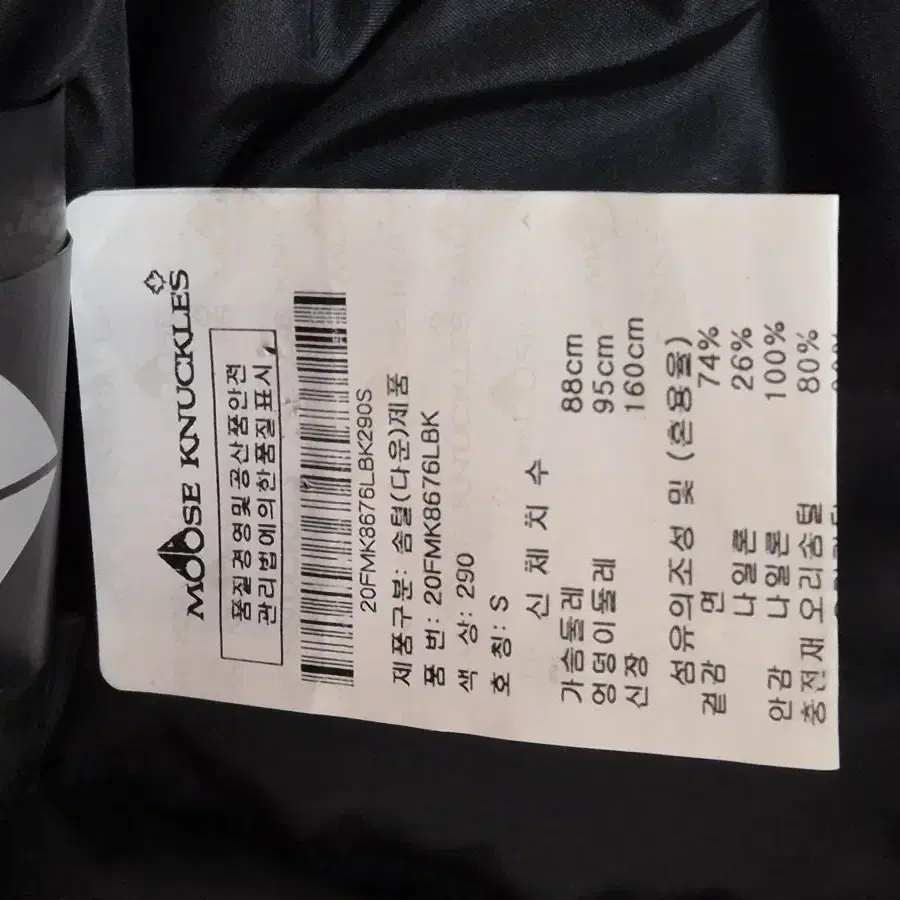 MOOSE KNUCKLES
품질경영및공산품안전
관리법에의한품질표시
20FMK8676LBK290S
제품구분: 솜털(다운)제품
품 번: 20FMK8676LBK
색 상: 290
호 칭: S
신 체 치 수
가슴둘레 88cm
엉덩이둘레 95cm
신장 160cm
섬유의조성 및 (혼용율)
겉감 면 74%
나일론 26%
안감 나일론 100%
충전재 오리솜털 80%